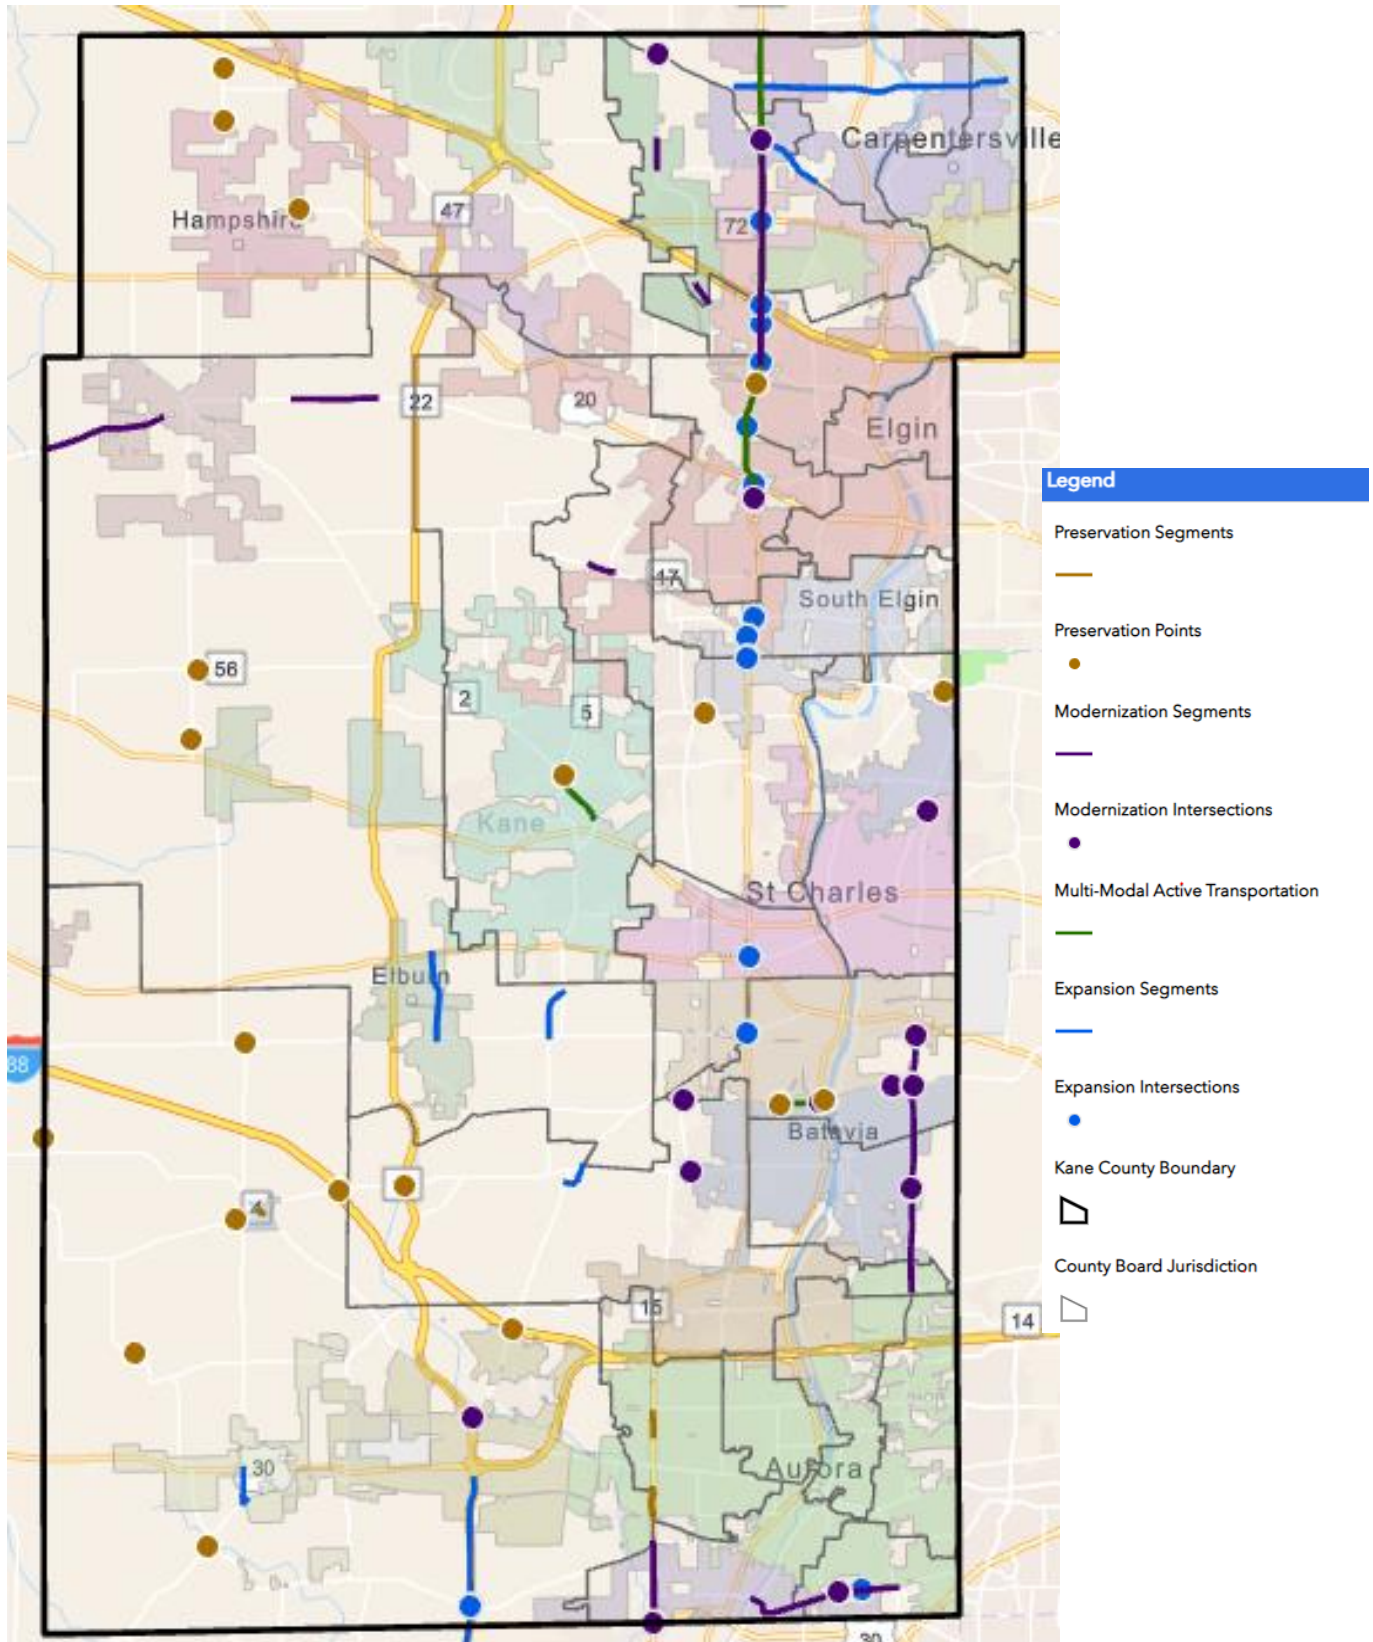 Carpentersville
47
72
Hampshire
22
20
Elgin
Legend
Preservation Segments
17
South Elgin
Preservation Points
56
2
5
Modernization Segments
Kane
Modernization Intersections
St Charles
Multi-Modal Active Transportation
Elburn
Expansion Segments
88
Expansion Intersections
Batavia
Kane County Boundary
4
County Board Jurisdiction
15
14
30
Aurora
30